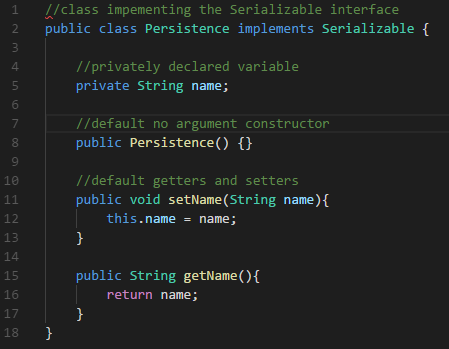 1 //class impementing the Serializable interface
2 public class Persistence implements Serializable {
3
4 //privately declared variable
5 private String name;
6
7 //default no argument constructor
8 public Persistence() {}
9
10 //default getters and setters
11 public void setName(String name){
12 this.name = name;
13 }
14
15 public String getName(){
16 return name;
17 }
18 }